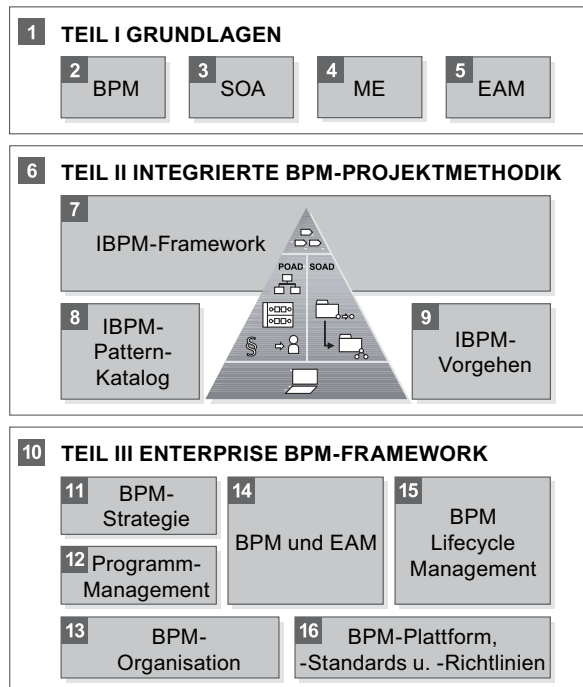 1 TEIL I GRUNDLAGEN
2 BPM
3 SOA
4 ME
5 EAM
6 TEIL II INTEGRIERTE BPM-PROJEKTMETHODIK
7
IBPM-Framework
POAD SOAD
8 IBPM-
Pattern-
Katalog
§
9 IBPM-
Vorgehen
10 TEIL III ENTERPRISE BPM-FRAMEWORK
11 BPM-
Strategie
12 Programm-
Management
14
BPM und EAM
15
BPM
Lifecycle
Management
13 BPM-
Organisation
16 BPM-Plattform,
-Standards u. -Richtlinien